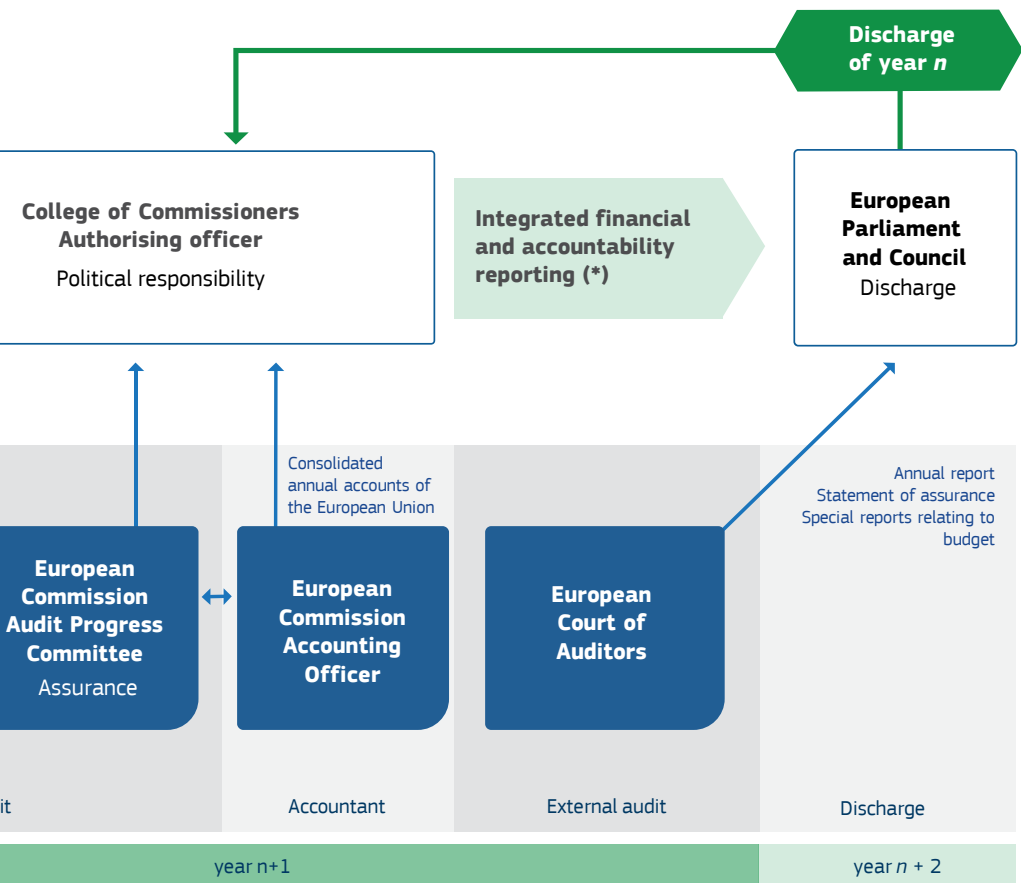 Discharge
of year n
College of Commissioners
Authorising officer
Political responsibility
Integrated financial
and accountability
reporting (*)
European
Parliament
and Council
Discharge
Consolidated
annual accounts of
the European Union
Annual report
Statement of assurance
Special reports relating to
budget
European
Commission
Audit Progress
Committee
Assurance
European
Commission
Accounting
Officer
European
Court of
Auditors
it
Accountant
External audit
Discharge
year n+1
year n + 2